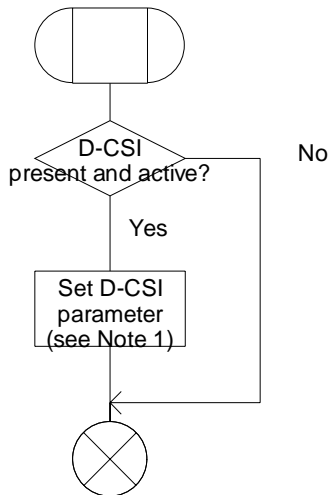 D-CSI
present and active?
No
Yes
Set D-CSI
parameter
(see Note 1)